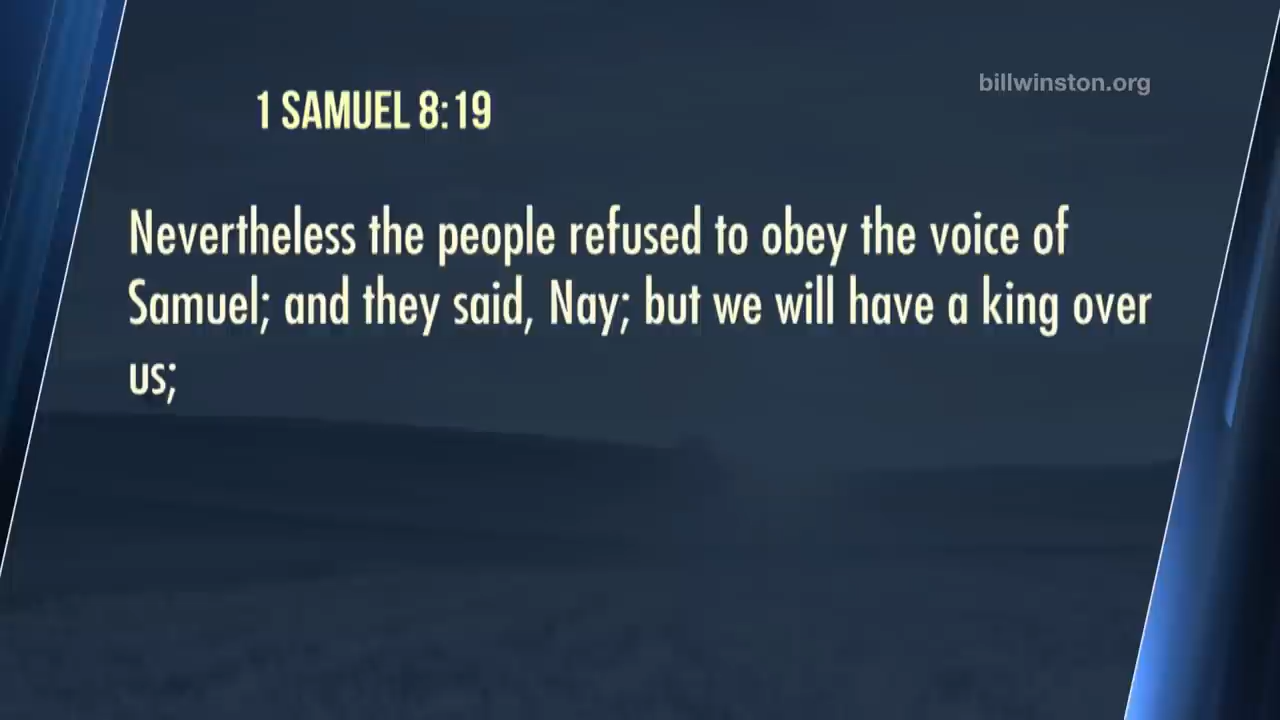 billwinston.org
1 SAMUEL 8:19
Nevertheless the people refused to obey the voice of
Samuel; and they said, Nay; but we will have a king over
us;